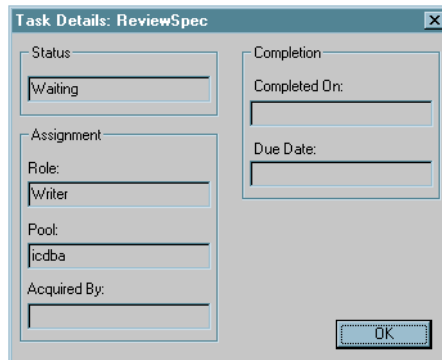 Task Details: ReviewSpec
Status
Waiting
Assignment
Role:
Writer
Pool:
icdba
Acquired By:
Completion
Completed On:
Due Date:
OK